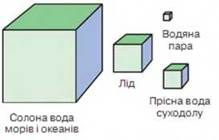 Водяна
пара
Лід
Прісна вода
суходолу
Солона вода
морів і океанів